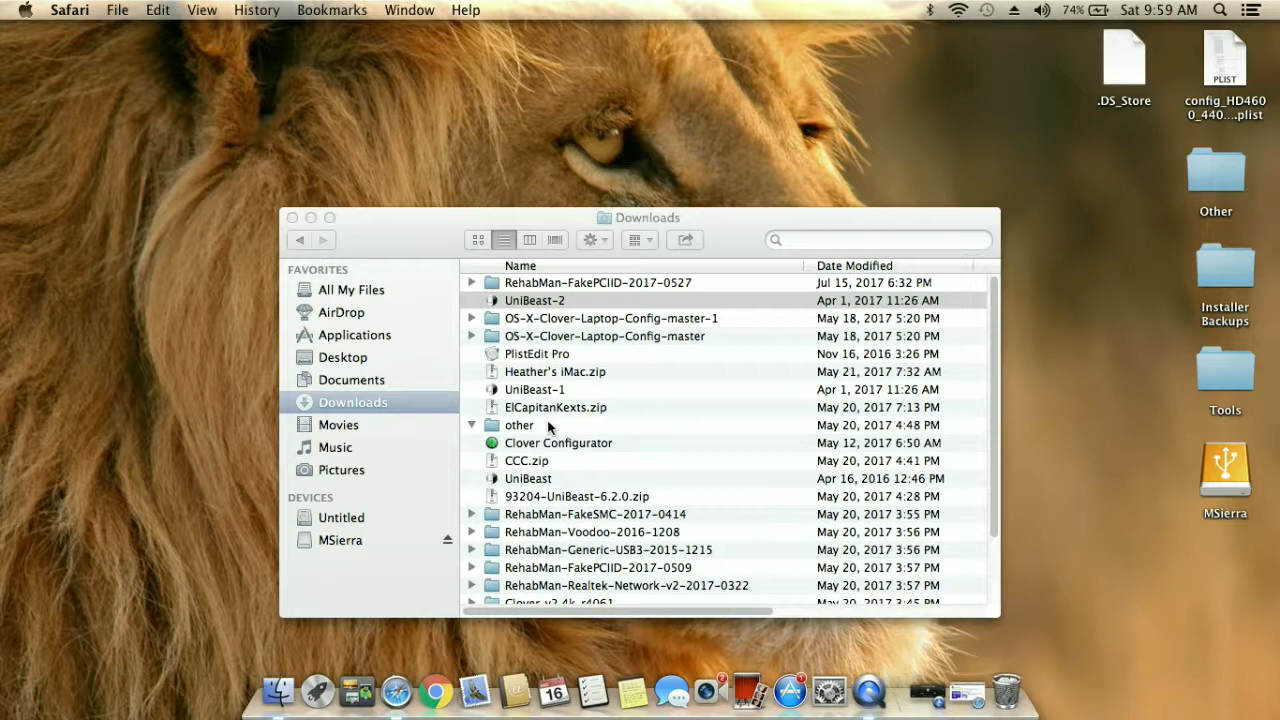 Safari File Edit View History Bookmarks Window Help 74% Sat 9:59 AM
.DS_Store
PLIST
config_HD460
0_440...plist
Other
Installer
Backups
Tools
MSierra
Downloads
FAVORITES
All My Files
AirDrop
Applications
Desktop
Documents
Downloads
Movies
Music
Pictures
DEVICES
Untitled
MSierra
Name Date Modified
RehabMan-FakePCIID-2017-0527 Jul 15, 2017 6:32 PM
UniBeast-2 Apr 1, 2017 11:26 AM
OS-X-Clover-Laptop-Config-master-1 May 18, 2017 5:20 PM
OS-X-Clover-Laptop-Config-master May 18, 2017 5:20 PM
PlistEdit Pro Nov 16, 2016 3:26 PM
Heather's iMac.zip May 21, 2017 7:32 AM
UniBeast-1 Apr 1, 2017 11:26 AM
ElCapitanKexts.zip May 20, 2017 7:13 PM
other May 20, 2017 4:48 PM
Clover Configurator May 12, 2017 6:50 AM
CCC.zip May 20, 2017 4:41 PM
UniBeast Apr 16, 2016 12:46 PM
93204-UniBeast-6.2.0.zip May 20, 2017 4:28 PM
RehabMan-FakeSMC-2017-0414 May 20, 2017 3:55 PM
RehabMan-Voodoo-2016-1208 May 20, 2017 3:56 PM
RehabMan-Generic-USB3-2015-1215 May 20, 2017 3:56 PM
RehabMan-FakePCIID-2017-0509 May 20, 2017 3:57 PM
RehabMan-Realtek-Network-v2-2017-0322 May 20, 2017 3:57 PM
Clover_v2.4k_r4061 May 20, 2017 3:45 PM
16